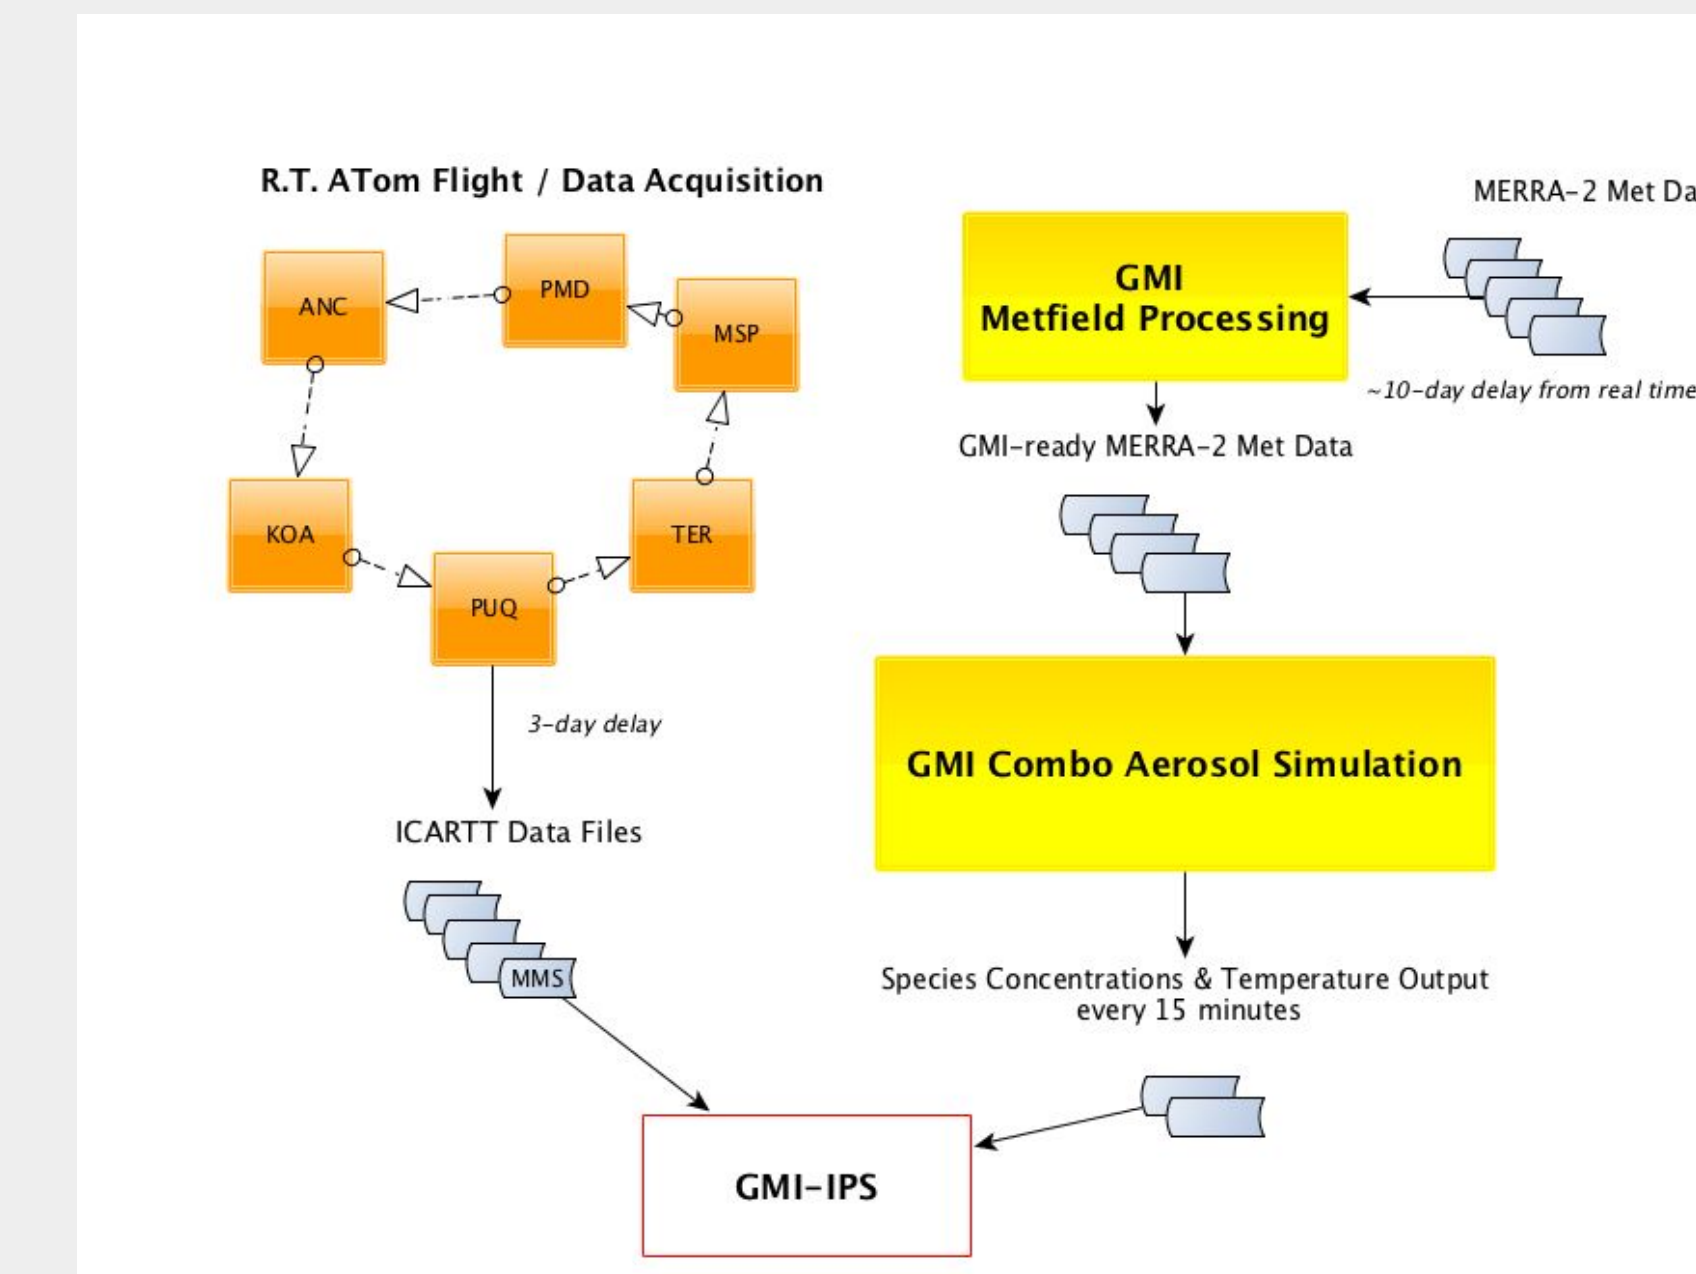 R.T. ATom Flight / Data Acquisition
ANC
PMD
MSP
KOA
PUQ
TER
3-day delay
ICARTT Data Files
MMS
MERRA-2 Met Da
GMI
Metfield Processing
~10-day delay from real time
GMI-ready MERRA-2 Met Data
GMI Combo Aerosol Simulation
Species Concentrations & Temperature Output
every 15 minutes
GMI-IPS